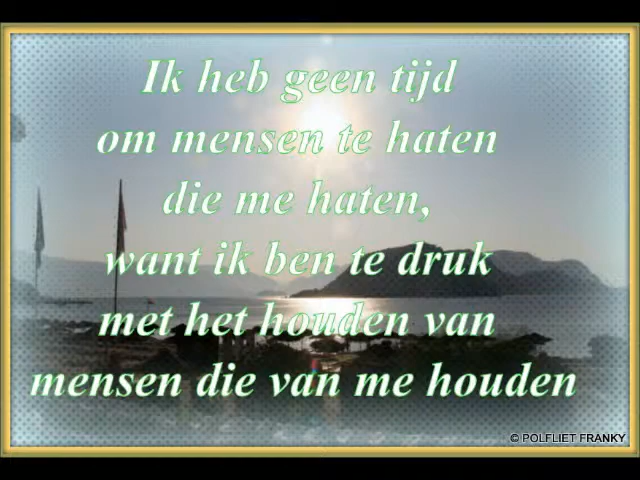 Ik heb geen tijd
om mensen te haten
die me haten,
want ik ben te druk
met het houden van
mensen die van me houden
© POLFLIET FRANKY